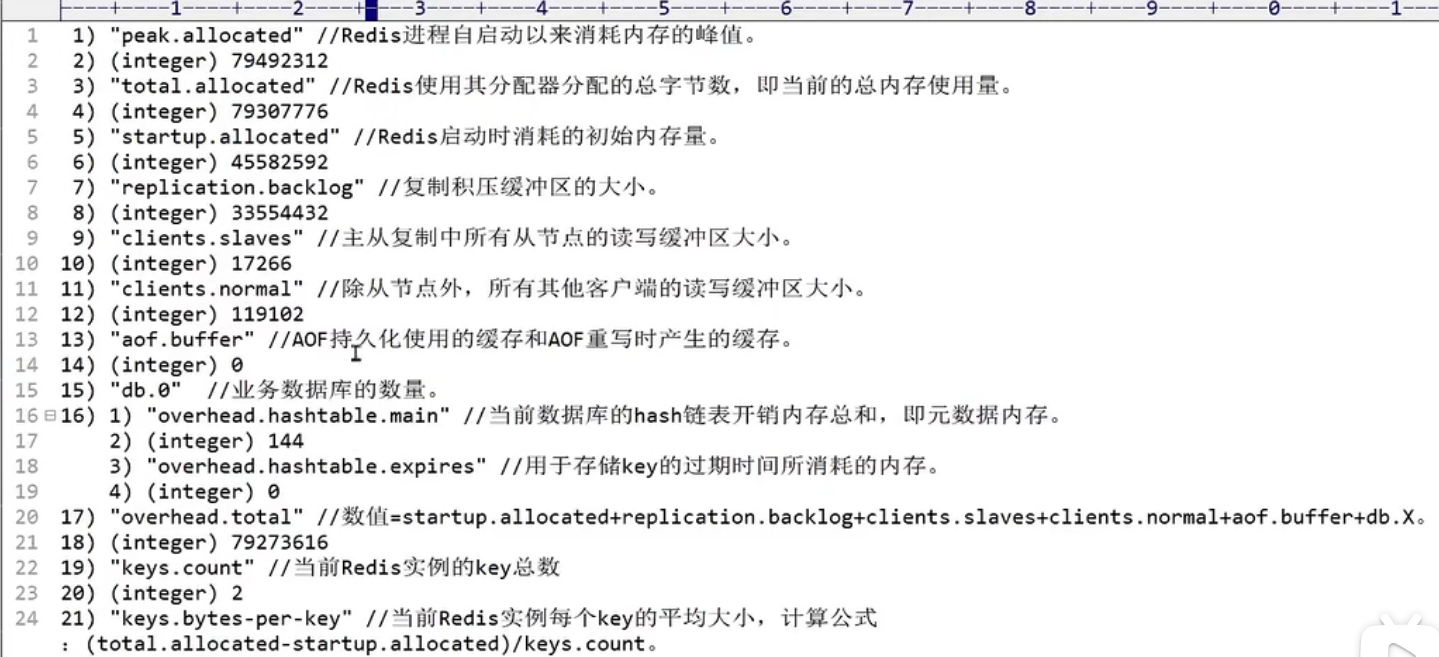 ----+----1----+----2----+----3----+----4----+----5----+----6----+----7----+----8----+----9----+----0----+----1---
1 1) "peak.allocated" //Redis进程自启动以来消耗内存的峰值。
2 2) (integer) 79492312
3 3) "total.allocated" //Redis使用其分配器分配的总字节数，即当前的总内存使用量。
4 4) (integer) 79307776
5 5) "startup.allocated" //Redis启动时消耗的初始内存量。
6 6) (integer) 45582592
7 7) "replication.backlog" //复制积压缓冲区的大小。
8 8) (integer) 33554432
9 9) "clients.slaves" //主从复制中所有从节点的读写缓冲区大小。
10 10) (integer) 17266
11 11) "clients.normal" //除从节点外，所有其他客户端的读写缓冲区大小。
12 12) (integer) 119102
13 13) "aof.buffer" //AOF持久化使用的缓存和AOF重写时产生的缓存。
14 14) (integer) 0
15 15) "db.0"  //业务数据库的数量。
16 16) 1) "overhead.hashtable.main" //当前数据库的hash链表开销内存总和，即元数据内存。
17 2) (integer) 144
18 3) "overhead.hashtable.expires" //用于存储key的过期时间所消耗的内存。
19 4) (integer) 0
20 17) "overhead.total" //数值=startup.allocated+replication.backlog+clients.slaves+clients.normal+aof.buffer+db.X。
21 18) (integer) 79273616
22 19) "keys.count" //当前Redis实例的key总数
23 20) (integer) 2
24 21) "keys.bytes-per-key" //当前Redis实例每个key的平均大小，计算公式
：(total.allocated-startup.allocated)/keys.count。